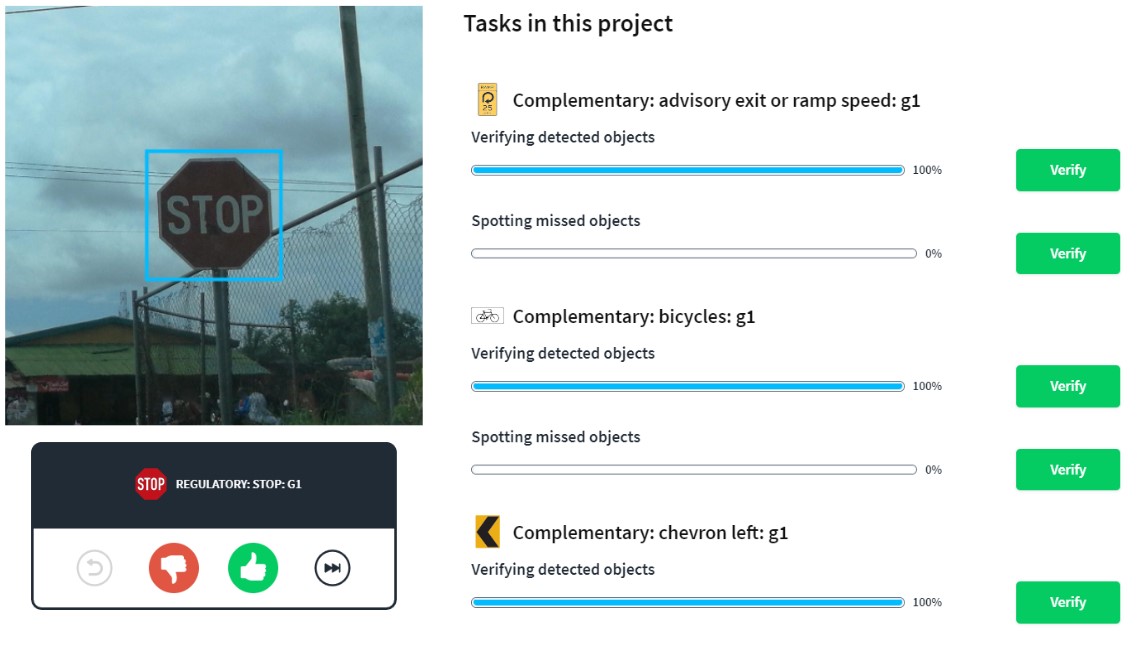 STOP
STOP
REGULATORY: STOP: G1
Tasks in this project
RAMP
25
Complementary: advisory exit or ramp speed: g1
Verifying detected objects
100%
Verify
Spotting missed objects
0%
Verify
Complementary: bicycles: g1
Verifying detected objects
100%
Verify
Spotting missed objects
0%
Verify
Complementary: chevron left: g1
Verifying detected objects
100%
Verify